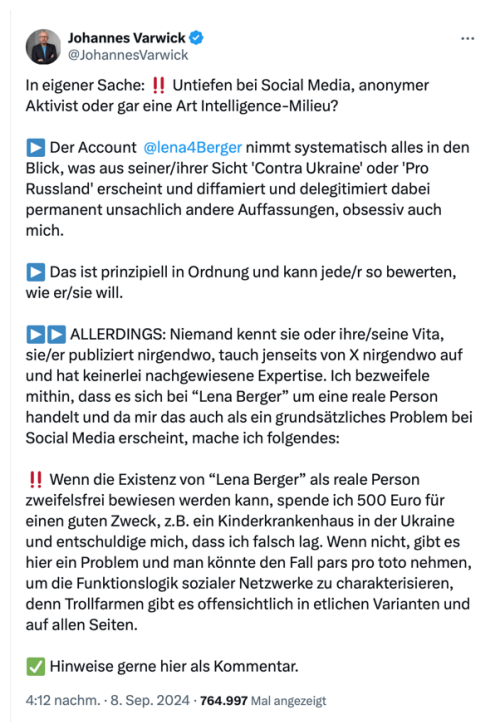 Johannes Varwick
@JohannesVarwick
In eigener Sache: ‼️ Untiefen bei Social Media, anonymer
Aktivist oder gar eine Art Intelligence-Milieu?
▶️ Der Account @lena4Berger nimmt systematisch alles in den
Blick, was aus seiner/ihrer Sicht 'Contra Ukraine' oder 'Pro
Russland' erscheint und diffamiert und delegitimiert dabei
permanent unsachlich andere Auffassungen, obsessiv auch
mich.
▶️ Das ist prinzipiell in Ordnung und kann jede/r so bewerten,
wie er/sie will.
▶️▶️ ALLERDINGS: Niemand kennt sie oder ihre/seine Vita,
sie/er publiziert nirgendwo, tauch jenseits von X nirgendwo auf
und hat keinerlei nachgewiesene Expertise. Ich bezweifele
mithin, dass es sich bei “Lena Berger” um eine reale Person
handelt und da mir das auch als ein grundsätzliches Problem bei
Social Media erscheint, mache ich folgendes:
‼️ Wenn die Existenz von “Lena Berger” als reale Person
zweifelsfrei bewiesen werden kann, spende ich 500 Euro für
einen guten Zweck, z.B. ein Kinderkrankenhaus in der Ukraine
und entschuldige mich, dass ich falsch lag. Wenn nicht, gibt es
hier ein Problem und man könnte den Fall pars pro toto nehmen,
um die Funktionslogik sozialer Netzwerke zu charakterisieren,
denn Trollfarmen gibt es offensichtlich in etlichen Varianten und
auf allen Seiten.
✅ Hinweise gerne hier als Kommentar.
4:12 nachm. · 8. Sep. 2024 · 764.997 Mal angezeigt